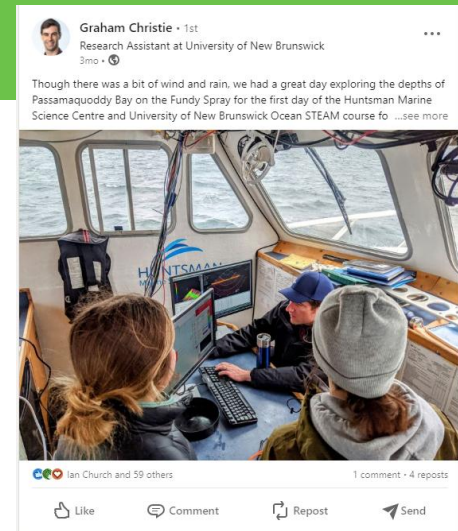 Graham Christie • 1st
Research Assistant at University of New Brunswick
3mo •
Though there was a bit of wind and rain, we had a great day exploring the depths of
Passamaquoddy Bay on the Fundy Spray for the first day of the Huntsman Marine
Science Centre and University of New Brunswick Ocean STEAM course fo ...see more
HUNTSMAN
Ian Church and 59 others
1 comment • 4 reposts
Like
Comment
Repost
Send